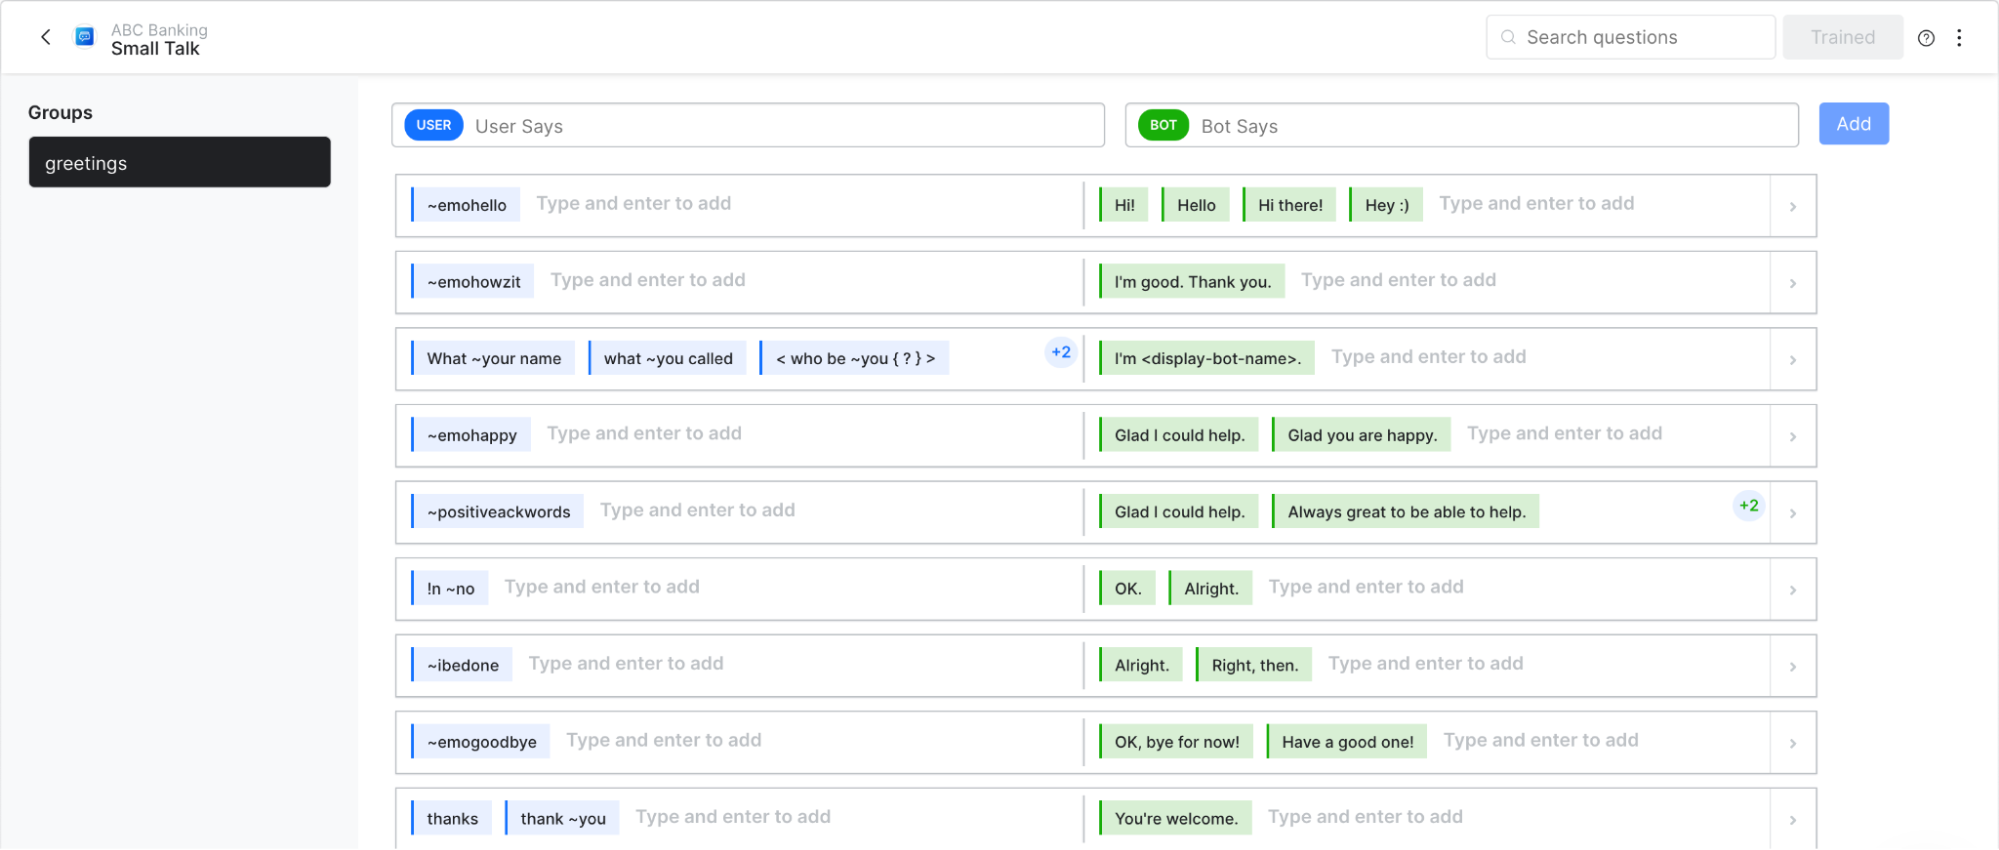 ABC Banking
Small Talk
Search questions
Trained
Groups
greetings
USER User Says
BOT Bot Says
Add
~emohello Type and enter to add Hi! Hello Hi there! Hey :) Type and enter to add
~emohowzit Type and enter to add I'm good. Thank you. Type and enter to add
What ~your name what ~you called < who be ~you { ? } > +2 I'm <display-bot-name>. Type and enter to add
~emohappy Type and enter to add Glad I could help. Glad you are happy. Type and enter to add
~positiveackwords Type and enter to add Glad I could help. Always great to be able to help. +2
!n ~no Type and enter to add OK. Alright. Type and enter to add
~ibedone Type and enter to add Alright. Right, then. Type and enter to add
~emogoodbye Type and enter to add OK, bye for now! Have a good one! Type and enter to add
thanks thank ~you Type and enter to add You're welcome. Type and enter to add